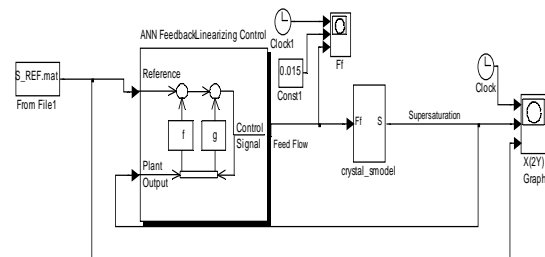 ANN FeedbackLinearizing Control
Clock1
S_REF.mat
From File1
Reference
0.015
Const1
Ff
Clock
f
g
Control
Signal
Feed Flow
Ff
S
crystal_smodel
Supersaturation
Plant
Output
X(2Y)
Graph